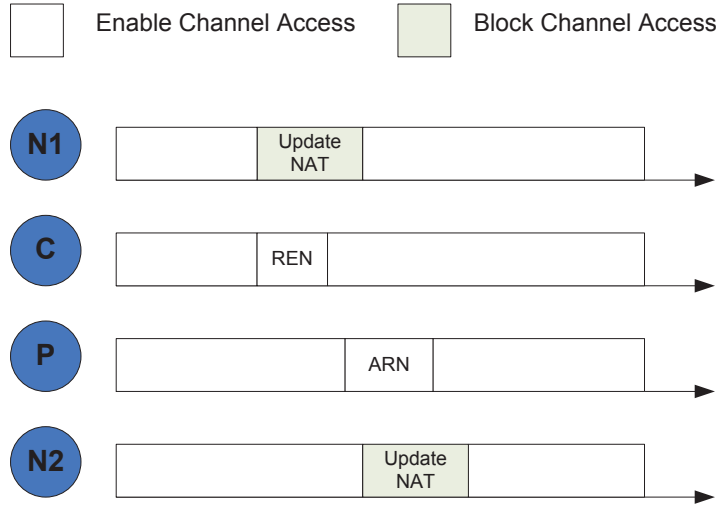 Enable Channel Access
Block Channel Access
N1
Update
NAT
C
REN
P
ARN
N2
Update
NAT